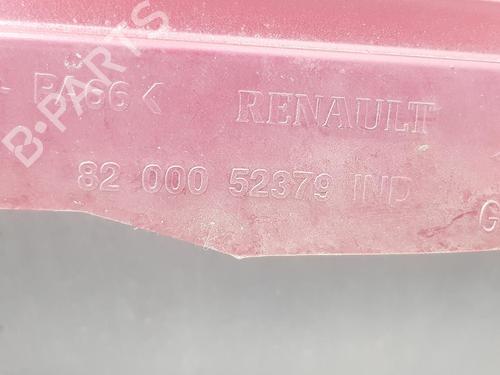 PA66<
RENAULT
82 000 52379 IND
G
B-PARTS